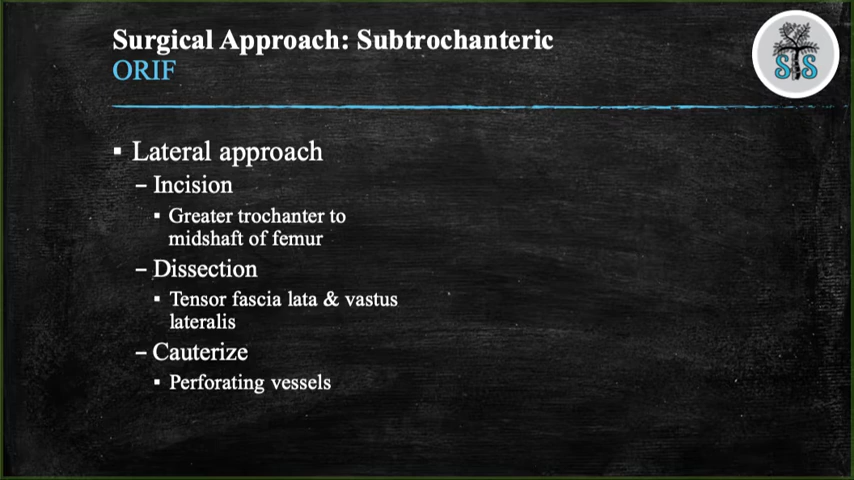 Surgical Approach: Subtrochanteric
ORIF
STS
▪ Lateral approach
– Incision
▪ Greater trochanter to
midshaft of femur
– Dissection
▪ Tensor fascia lata & vastus
lateralis
– Cauterize
▪ Perforating vessels